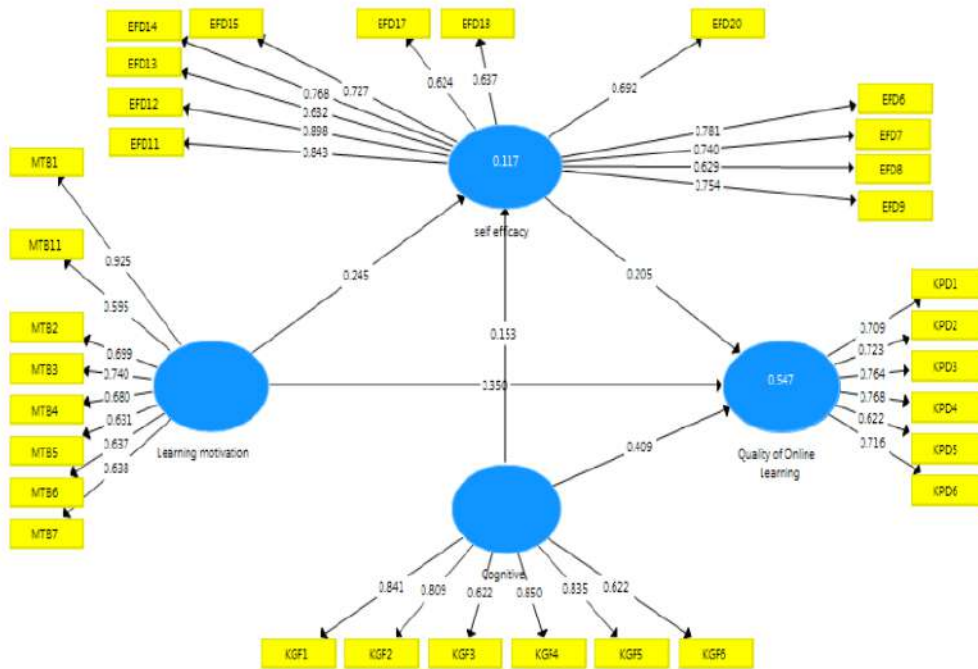 EFD14
EFD15
EFD17
EFD18
EFD20
EFD13
EFD12
EFD11
0.768
0.727
0.624
0.637
0.692
0.632
0.898
0.843
EFD6
EFD7
EFD8
EFD9
0.781
0.740
0.629
0.754
0.117
self efficacy
MTB1
MTB11
MTB2
MTB3
MTB4
MTB5
MTB6
MTB7
0.925
0.595
0.699
0.740
0.680
0.631
0.637
0.638
Learning motivation
0.245
0.205
0.153
0.350
0.409
0.547
Quality of Online
Learning
KPD1
KPD2
KPD3
KPD4
KPD5
KPD6
0.709
0.723
0.764
0.768
0.622
0.716
Cognitive
0.841
0.809
0.622
0.850
0.835
0.622
KGF1
KGF2
KGF3
KGF4
KGF5
KGF6